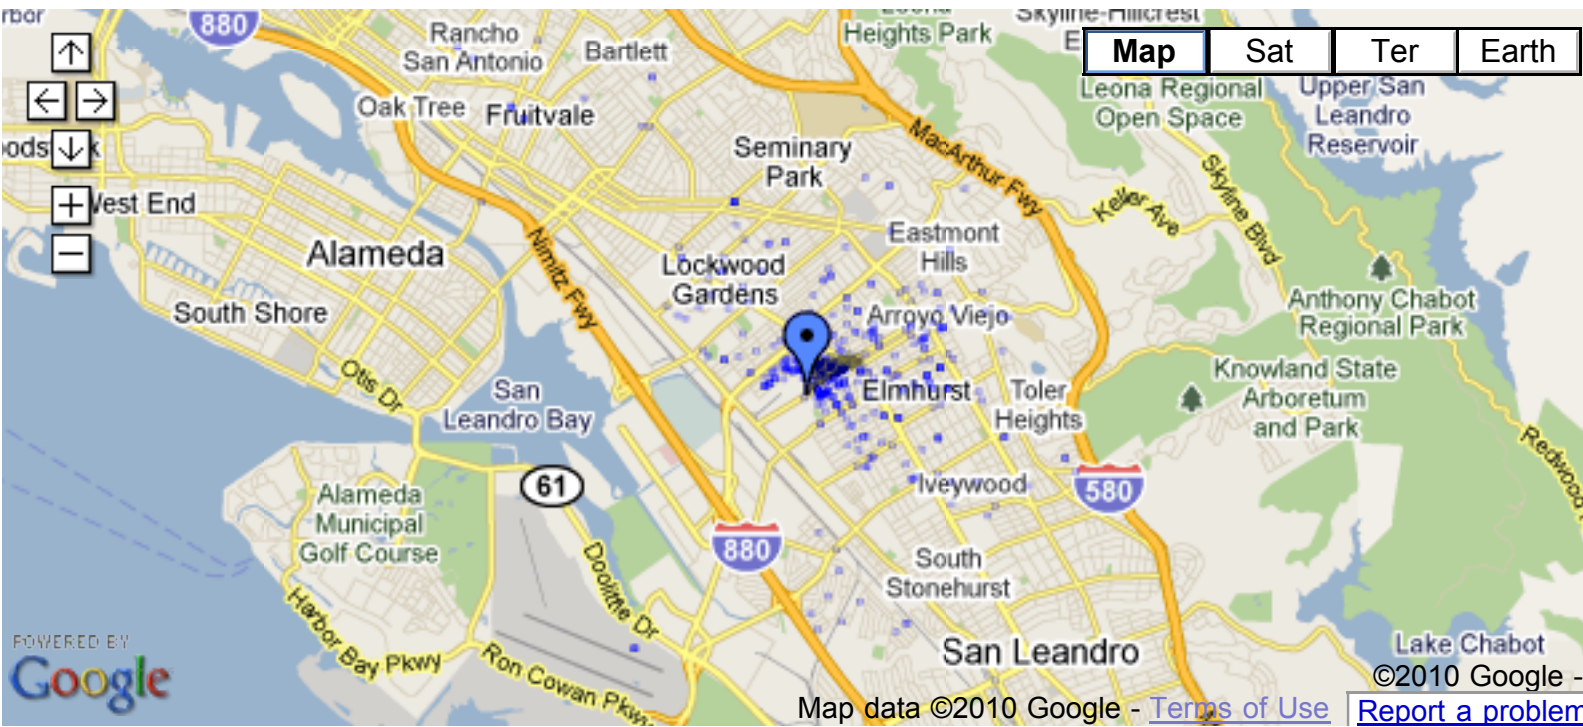 rbor
880
Rancho
San Antonio
Bartlett
Leona
Heights Park
Skyline-Hillcrest
E
Map
Sat
Ter
Earth
Oak Tree
Fruitvale
Leona Regional
Open Space
Upper San
Leandro
Reservoir
MacArthur Fwy
Seminary
Park
Skyline Blvd
Keller Ave
West End
Alameda
Nimitz Fwy
Eastmont
Hills
Lockwood
Gardens
South Shore
Arroyo Viejo
Anthony Chabot
Regional Park
Otis Dr
San
Leandro Bay
Elmhurst
Toler
Heights
Knowland State
Arboretum
and Park
Redwood
61
Iveywood
580
Alameda
Municipal
Golf Course
880
Doolittle Dr
South
Stonehurst
Harbor Bay Pkwy
Ron Cowan Pkwy
San Leandro
Lake Chabot
POWERED BY
Google
©2010 Google -
Map data ©2010 Google - Terms of Use
Report a problem